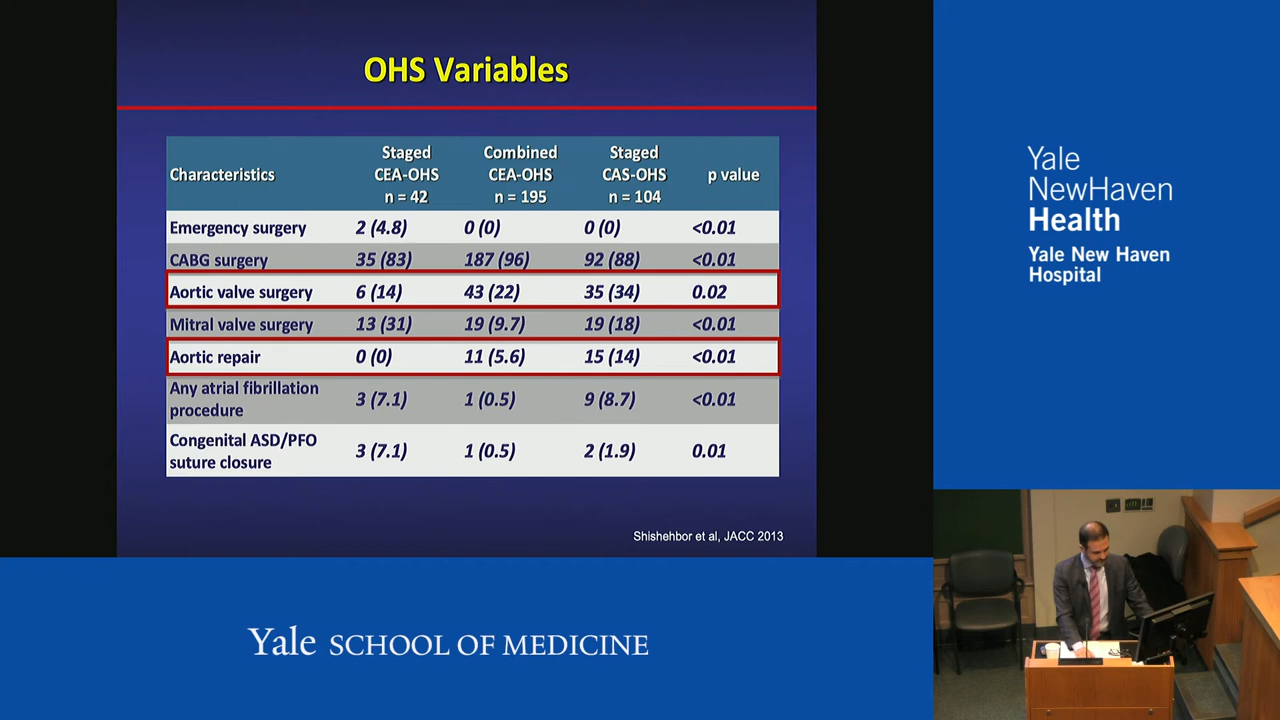 OHS Variables
Characteristics Staged CEA-OHS n = 42 Combined CEA-OHS n = 195 Staged CAS-OHS n = 104 p value
Emergency surgery 2 (4.8) 0 (0) 0 (0) <0.01
CABG surgery 35 (83) 187 (96) 92 (88) <0.01
Aortic valve surgery 6 (14) 43 (22) 35 (34) 0.02
Mitral valve surgery 13 (31) 19 (9.7) 19 (18) <0.01
Aortic repair 0 (0) 11 (5.6) 15 (14) <0.01
Any atrial fibrillation procedure 3 (7.1) 1 (0.5) 9 (8.7) <0.01
Congenital ASD/PFO suture closure 3 (7.1) 1 (0.5) 2 (1.9) 0.01
Shishehbor et al, JACC 2013
Yale
NewHaven
Health
Yale New Haven
Hospital
Yale SCHOOL OF MEDICINE